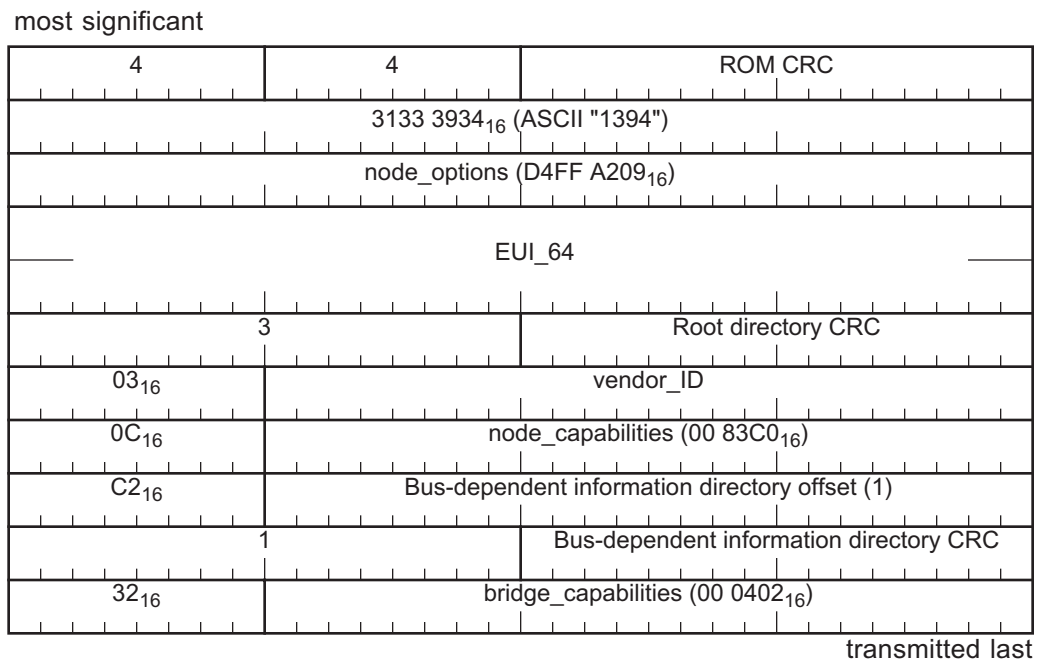 most significant
4 4 ROM CRC
3133 3934₁₆ (ASCII "1394")
node_options (D4FF A209₁₆)
EUI_64
3 Root directory CRC
03₁₆ vendor_ID
0C₁₆ node_capabilities (00 83C0₁₆)
C2₁₆ Bus-dependent information directory offset (1)
1 Bus-dependent information directory CRC
32₁₆ bridge_capabilities (00 0402₁₆)
transmitted last